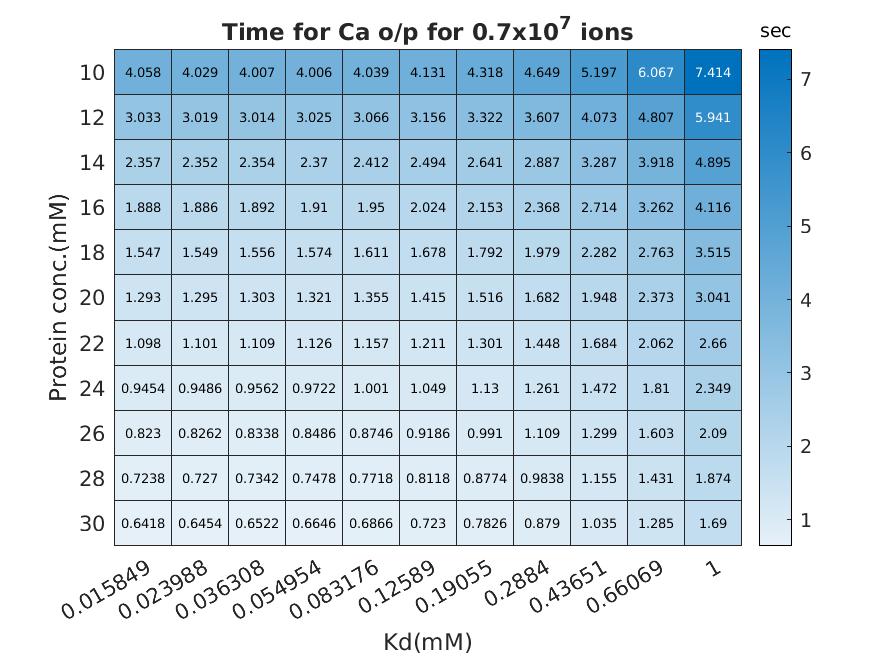 Time for Ca o/p for 0.7x10^7 ions
sec
10 4.058 4.029 4.007 4.006 4.039 4.131 4.318 4.649 5.197 6.067 7.414
12 3.033 3.019 3.014 3.025 3.066 3.156 3.322 3.607 4.073 4.807 5.941
14 2.357 2.352 2.354 2.37 2.412 2.494 2.641 2.887 3.287 3.918 4.895
16 1.888 1.886 1.892 1.91 1.95 2.024 2.153 2.368 2.714 3.262 4.116
18 1.547 1.549 1.556 1.574 1.611 1.678 1.792 1.979 2.282 2.763 3.515
20 1.293 1.295 1.303 1.321 1.355 1.415 1.516 1.682 1.948 2.373 3.041
22 1.098 1.101 1.109 1.126 1.157 1.211 1.301 1.448 1.684 2.062 2.66
24 0.9454 0.9486 0.9562 0.9722 1.001 1.049 1.13 1.261 1.472 1.81 2.349
26 0.823 0.8262 0.8338 0.8486 0.8746 0.9186 0.991 1.109 1.299 1.603 2.09
28 0.7238 0.727 0.7342 0.7478 0.7718 0.8118 0.8774 0.9838 1.155 1.431 1.874
30 0.6418 0.6454 0.6522 0.6646 0.6866 0.723 0.7826 0.879 1.035 1.285 1.69
Protein conc.(mM)
0.015849 0.023988 0.036308 0.054954 0.083176 0.12589 0.19055 0.2884 0.43651 0.66069 1
Kd(mM)
7
6
5
4
3
2
1